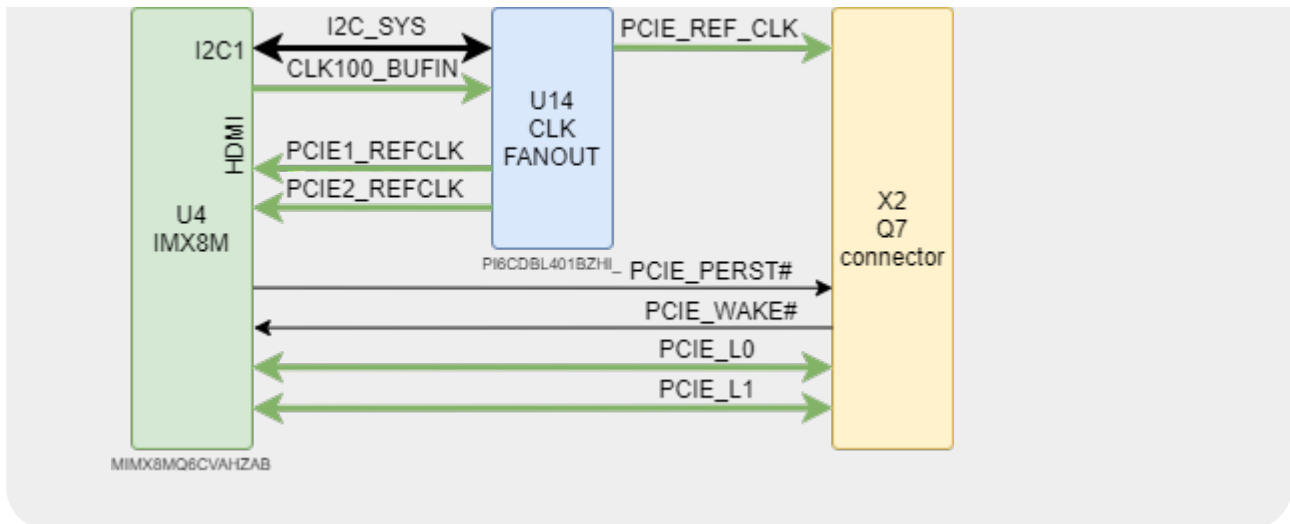 I2C_SYS
PCIE_REF_CLK
I2C1
CLK100_BUFIN
U14
CLK
FANOUT
HDMI
PCIE1_REFCLK
PCIE2_REFCLK
U4
IMX8M
X2
Q7
connector
PI6CDBL401BZHI_
PCIE_PERST#
PCIE_WAKE#
PCIE_L0
PCIE_L1
MIMX8MQ6CVAHZAB